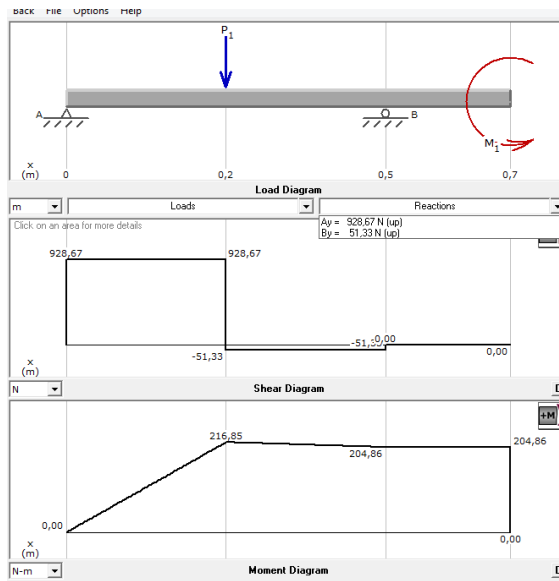 Back File Options Help
P1
A
B
M1
x
(m)
0
0,2
0,5
0,7
Load Diagram
m
Loads
Reactions
Click on an area for more details
Ay = 928,67 N (up)
By = 51,33 N (up)
928,67
928,67
-51,33
-51,33
0,00
0,00
x
(m)
N
Shear Diagram
+M
216,85
204,86
204,86
0,00
0,00
x
(m)
N-m
Moment Diagram